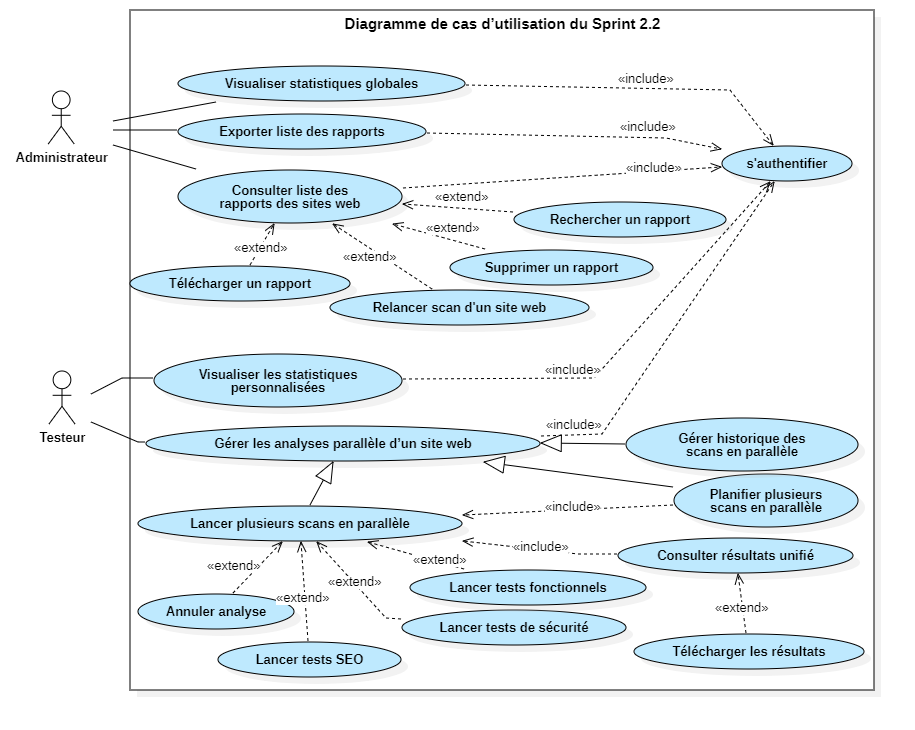 Diagramme de cas d'utilisation du Sprint 2.2
Visualiser statistiques globales
«include»
Exporter liste des rapports
«include»
Administrateur
s'authentifier
«include»
Consulter liste des
rapports des sites web
«extend»
Rechercher un rapport
«extend»
«extend»
«extend»
Supprimer un rapport
Télécharger un rapport
Relancer scan d'un site web
Visualiser les statistiques
personnalisées
«include»
Testeur
«include»
Gérer les analyses parallèle d'un site web
Gérer historique des
scans en parallèle
Planifier plusieurs
scans en parallèle
«include»
Lancer plusieurs scans en parallèle
«include»
Consulter résultats unifié
«extend»
«extend»
«extend»
«extend»
Lancer tests fonctionnels
«extend»
Annuler analyse
Lancer tests de sécurité
Lancer tests SEO
Télécharger les résultats